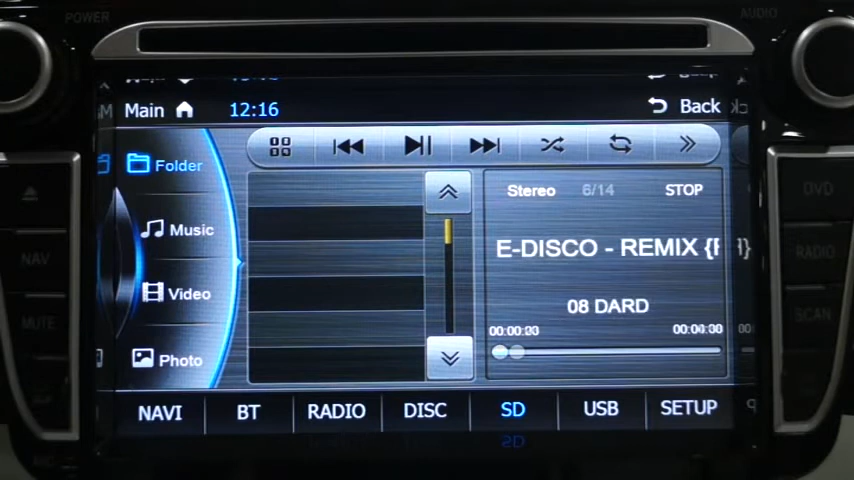 POWER
AUDIO
Main
12:16
Back
Folder
Stereo
6/14
STOP
Music
E-DISCO - REMIX
Video
08 DARD
00:00:00
00:00:00
Photo
NAVI
BT
RADIO
DISC
SD
USB
SETUP
NAV
MUTE
DVD
RADIO
SCAN